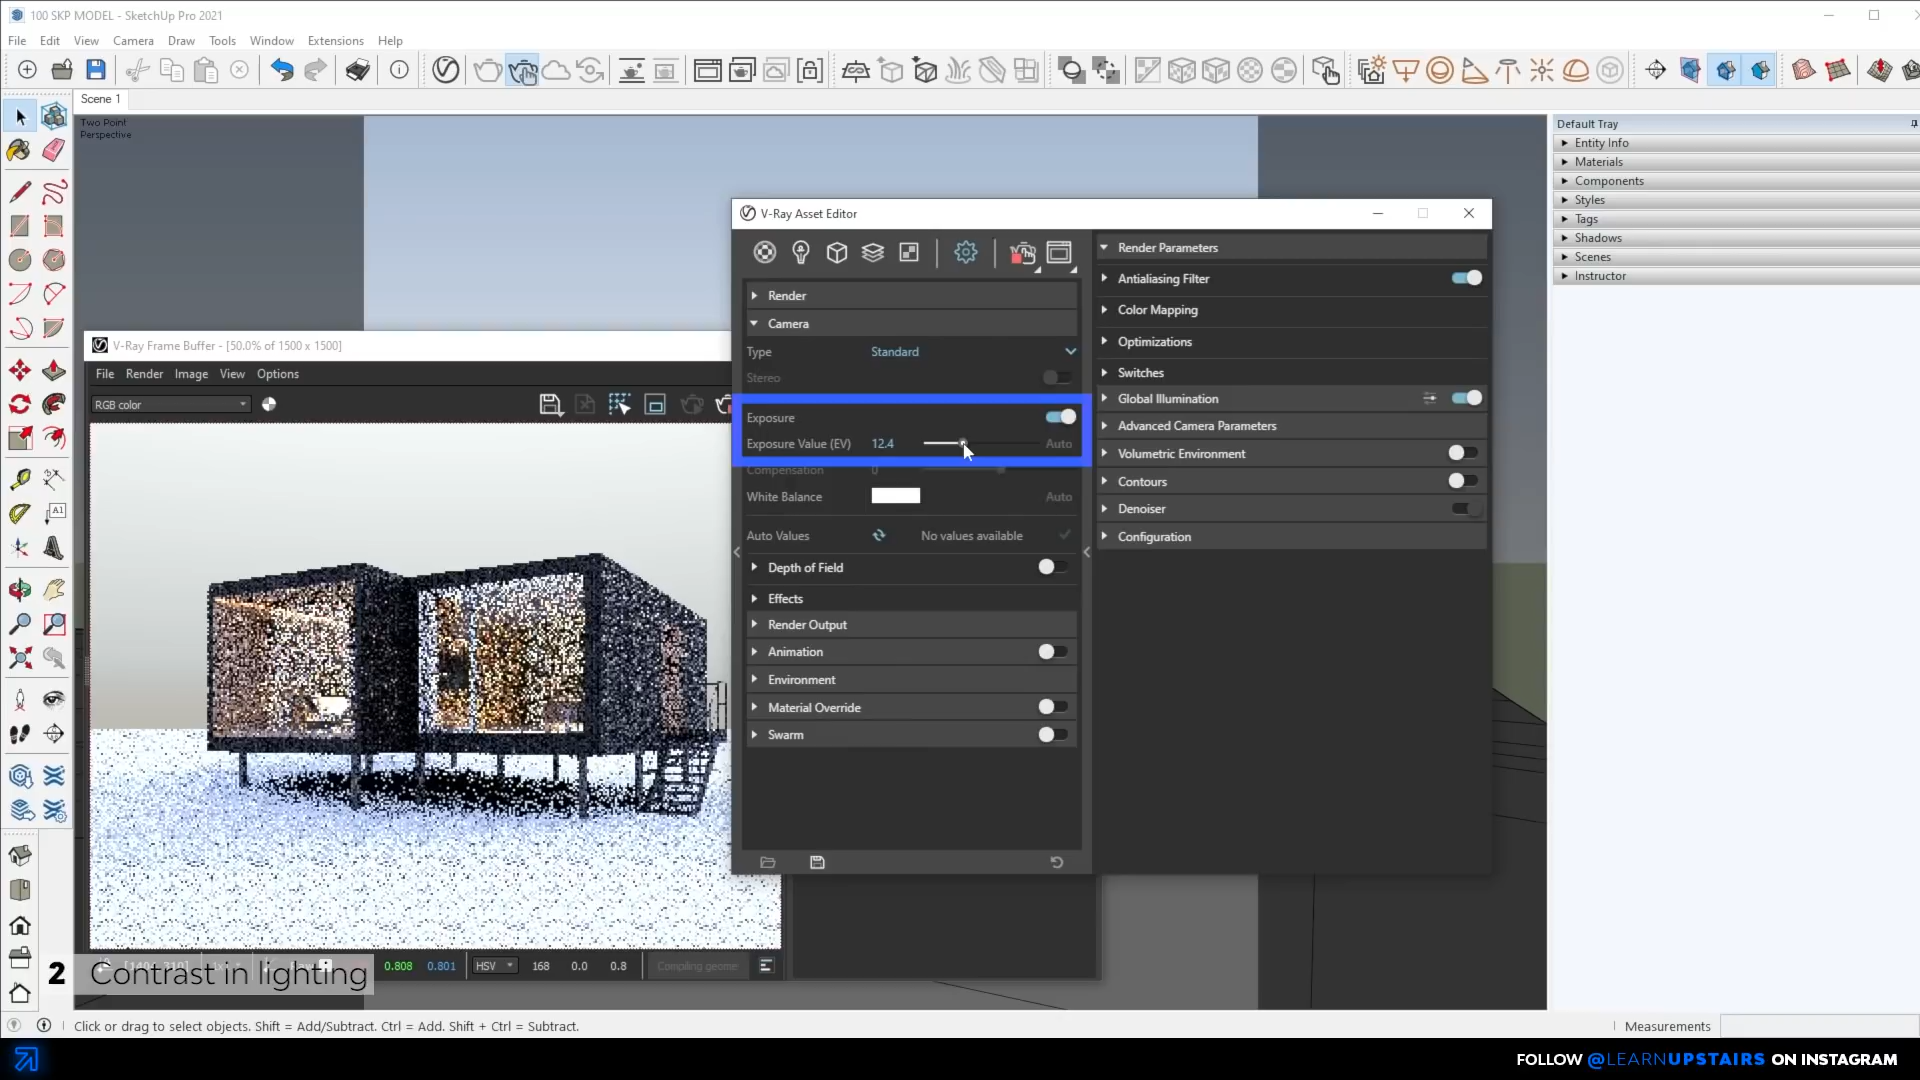 100 SKP MODEL - SketchUp Pro 2021
File Edit View Camera Draw Tools Window Extensions Help
Scene 1
Two Point
Perspective
Default Tray
Entity Info
Materials
Components
Styles
Tags
Shadows
Scenes
Instructor
V-Ray Asset Editor
Render
Camera
Type Standard
Stereo
Exposure
Exposure Value (EV) 12.4 Auto
Compensation 0
White Balance Auto
Auto Values No values available
Depth of Field
Effects
Render Output
Animation
Environment
Material Override
Swarm
Render Parameters
Antialiasing Filter
Color Mapping
Optimizations
Switches
Global Illumination
Advanced Camera Parameters
Volumetric Environment
Contours
Denoiser
Configuration
V-Ray Frame Buffer - [50.0% of 1500 x 1500]
File Render Image View Options
RGB color
A1
0.808 0.801 HSV 168 0.0 0.8
2 Contrast in lighting
Click or drag to select objects. Shift = Add/Subtract. Ctrl = Add. Shift + Ctrl = Subtract.
Measurements
FOLLOW @LEARNUPSTAIRS ON INSTAGRAM